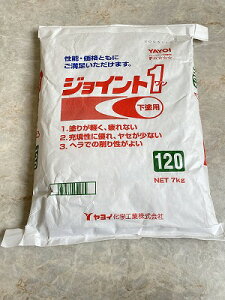 YAYOI
性能・価格ともに
ご満足いただけます。
ジョイント1
下塗用
1.塗りが軽く、疲れない
2.充填性に優れ、ヤセが少ない
3.ヘラでの削り性がよい
120
NET 7kg
ヤヨイ化学工業株式会社